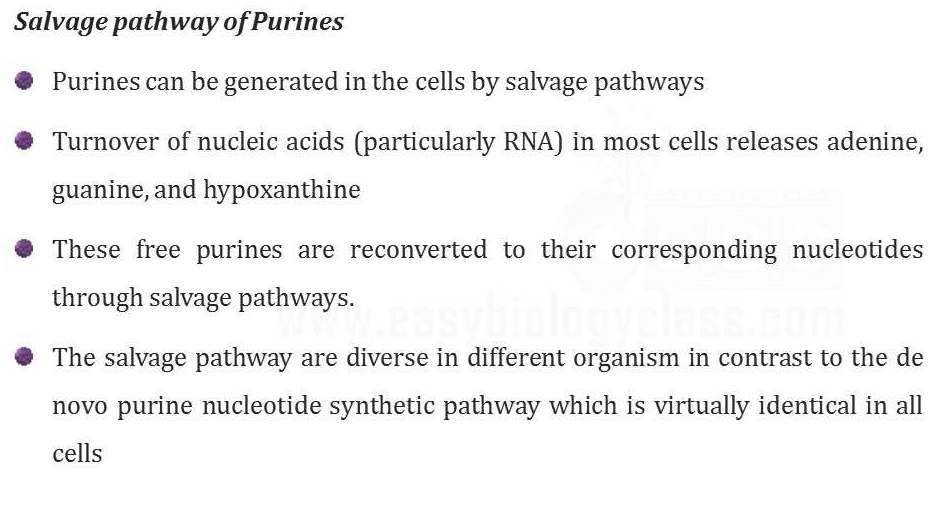 Salvage pathway of Purines
Purines can be generated in the cells by salvage pathways
Turnover of nucleic acids (particularly RNA) in most cells releases adenine,
guanine, and hypoxanthine
These free purines are reconverted to their corresponding nucleotides
through salvage pathways.
www.easybiologyclass.com
The salvage pathway are diverse in different organism in contrast to the de
novo purine nucleotide synthetic pathway which is virtually identical in all
cells